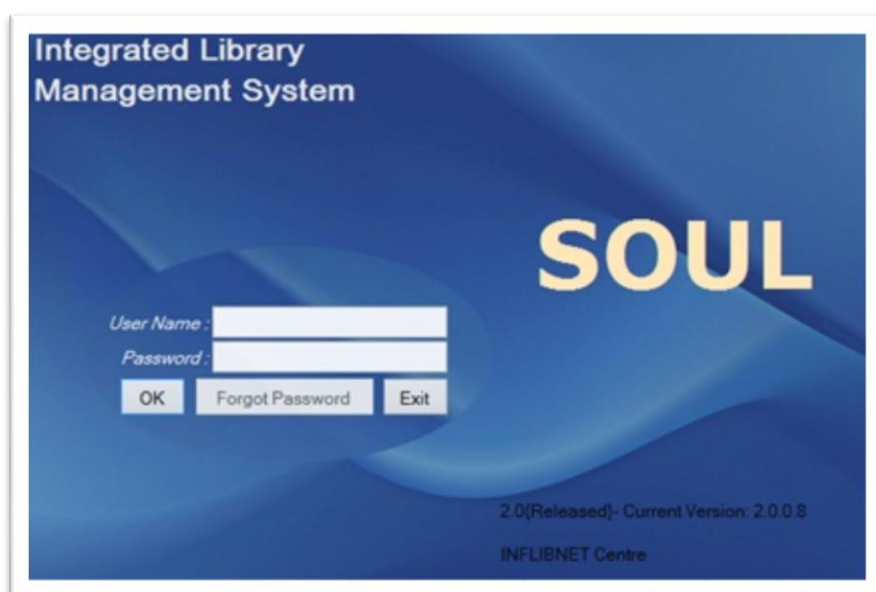 Integrated Library
Management System
SOUL
User Name :
Password :
OK Forgot Password Exit
2.0(Released)- Current Version: 2.0.0.8
INFLIBNET Centre